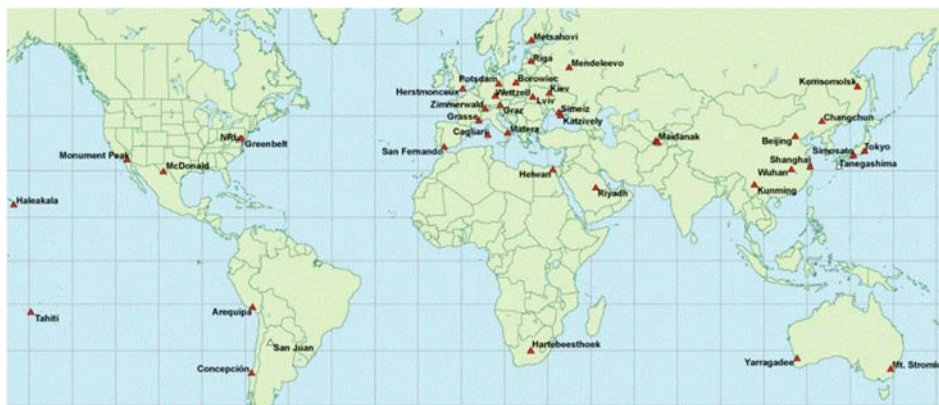 Metsahovi
Riga
Mendeleevo
Potsdam
Borowiec
Komsomolsk
Herstmonceux
Wettzell
Kiev
Lviv
Zimmerwald
Graz
Simeiz
Katzively
Grasse
Changchun
Cagliari
Matera
NRL
Greenbelt
Maidanak
Beijing
San Fernando
Simosato
Tokyo
Monument Peak
McDonald
Shanghai
Tanegashima
Helwan
Wuhan
Riyadh
Kunming
Haleakala
Arequipa
Tahiti
San Juan
Hartebeesthoek
Yarragadee
Mt. Stromlo
Concepción